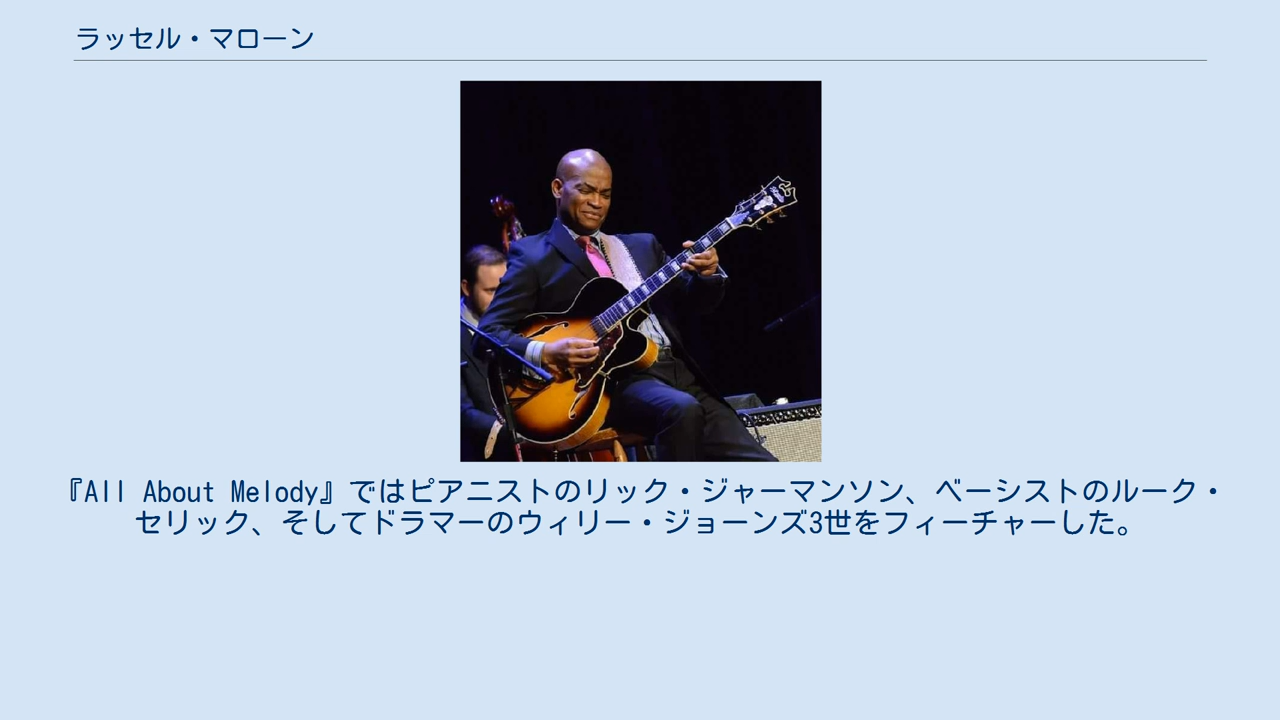 ラッセル・マローン
『All About Melody』ではピアニストのリック・ジャーマンソン、ベーシストのルーク・
セリック、そしてドラマーのウィリー・ジョーンズ3世をフィーチャーした。